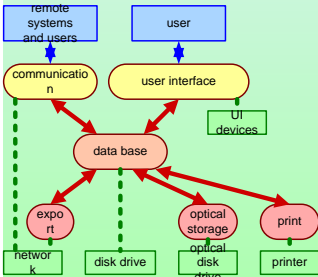 remote
systems
and users
user
communicatio
n
user interface
UI
devices
data base
expo
rt
optical
storage
print
networ
k
disk drive
optical
disk
drive
printer